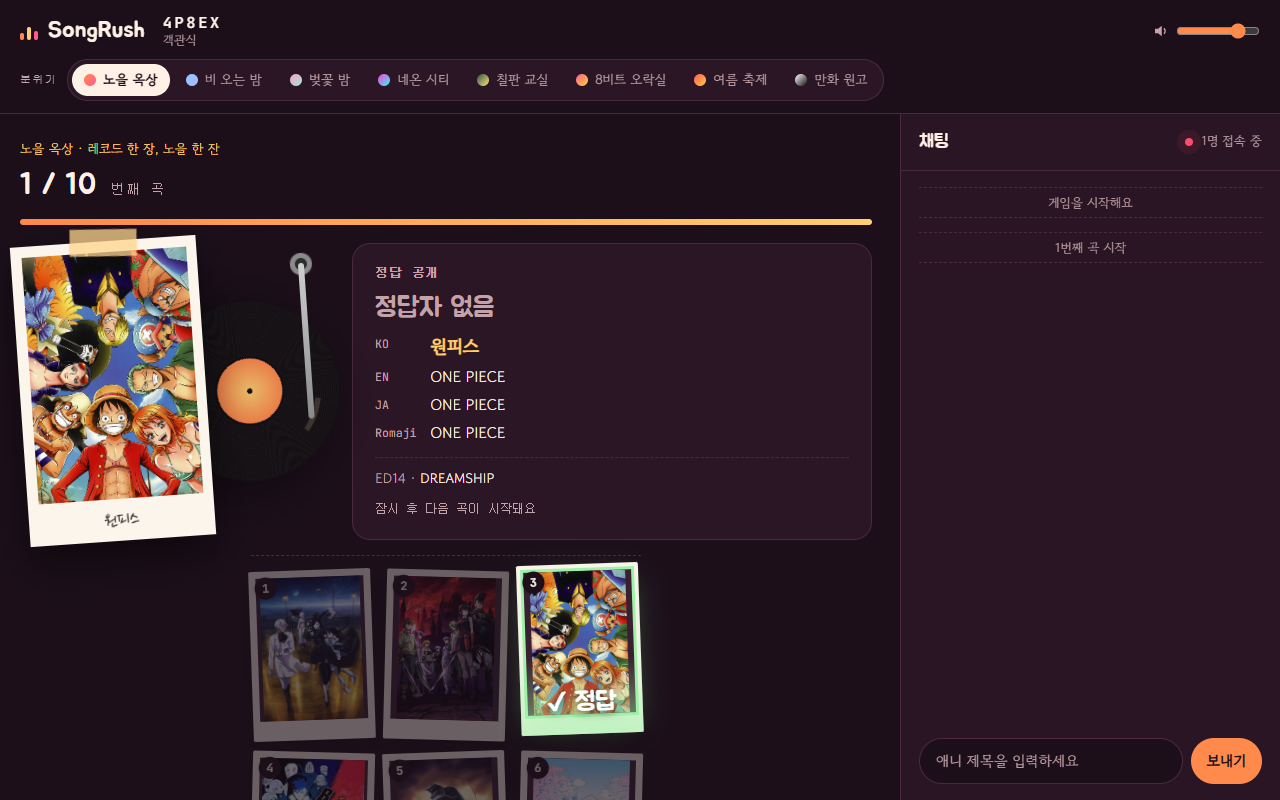 SongRush
4P8EX
객관식
분위기
노을 옥상
비 오는 밤
벚꽃 밤
네온 시티
칠판 교실
8비트 오락실
여름 축제
만화 원고
노을 옥상 · 레코드 한 장, 노을 한 잔
1 / 10 번째 곡
원피스
정답 공개
정답자 없음
KO 원피스
EN ONE PIECE
JA ONE PIECE
Romaji ONE PIECE
ED14 · DREAMSHIP
잠시 후 다음 곡이 시작돼요
1
2
3
✓ 정답
4
5
6
채팅
1명 접속 중
게임을 시작해요
1번째 곡 시작
애니 제목을 입력하세요
보내기